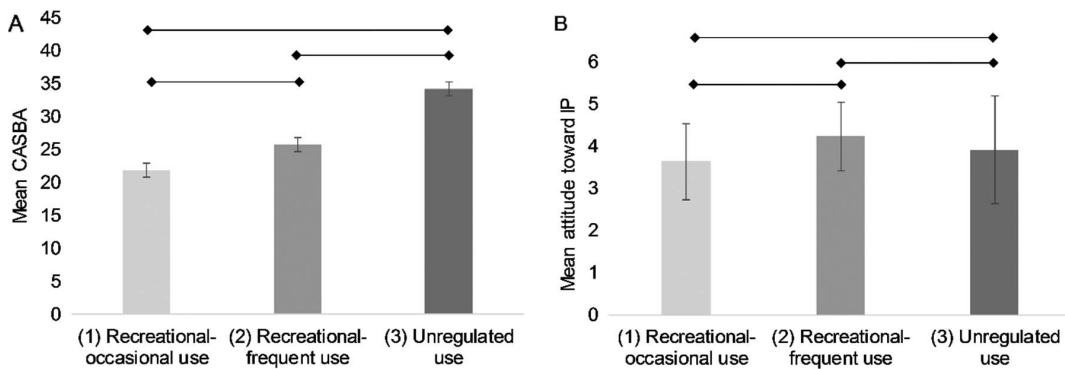 A
Mean CASBA
45
40
35
30
25
20
15
10
5
0
(1) Recreational-
occasional use
(2) Recreational-
frequent use
(3) Unregulated
use
B
Mean attitude toward IP
6
5
4
3
2
1
0
(1) Recreational-
occasional use
(2) Recreational-
frequent use
(3) Unregulated
use